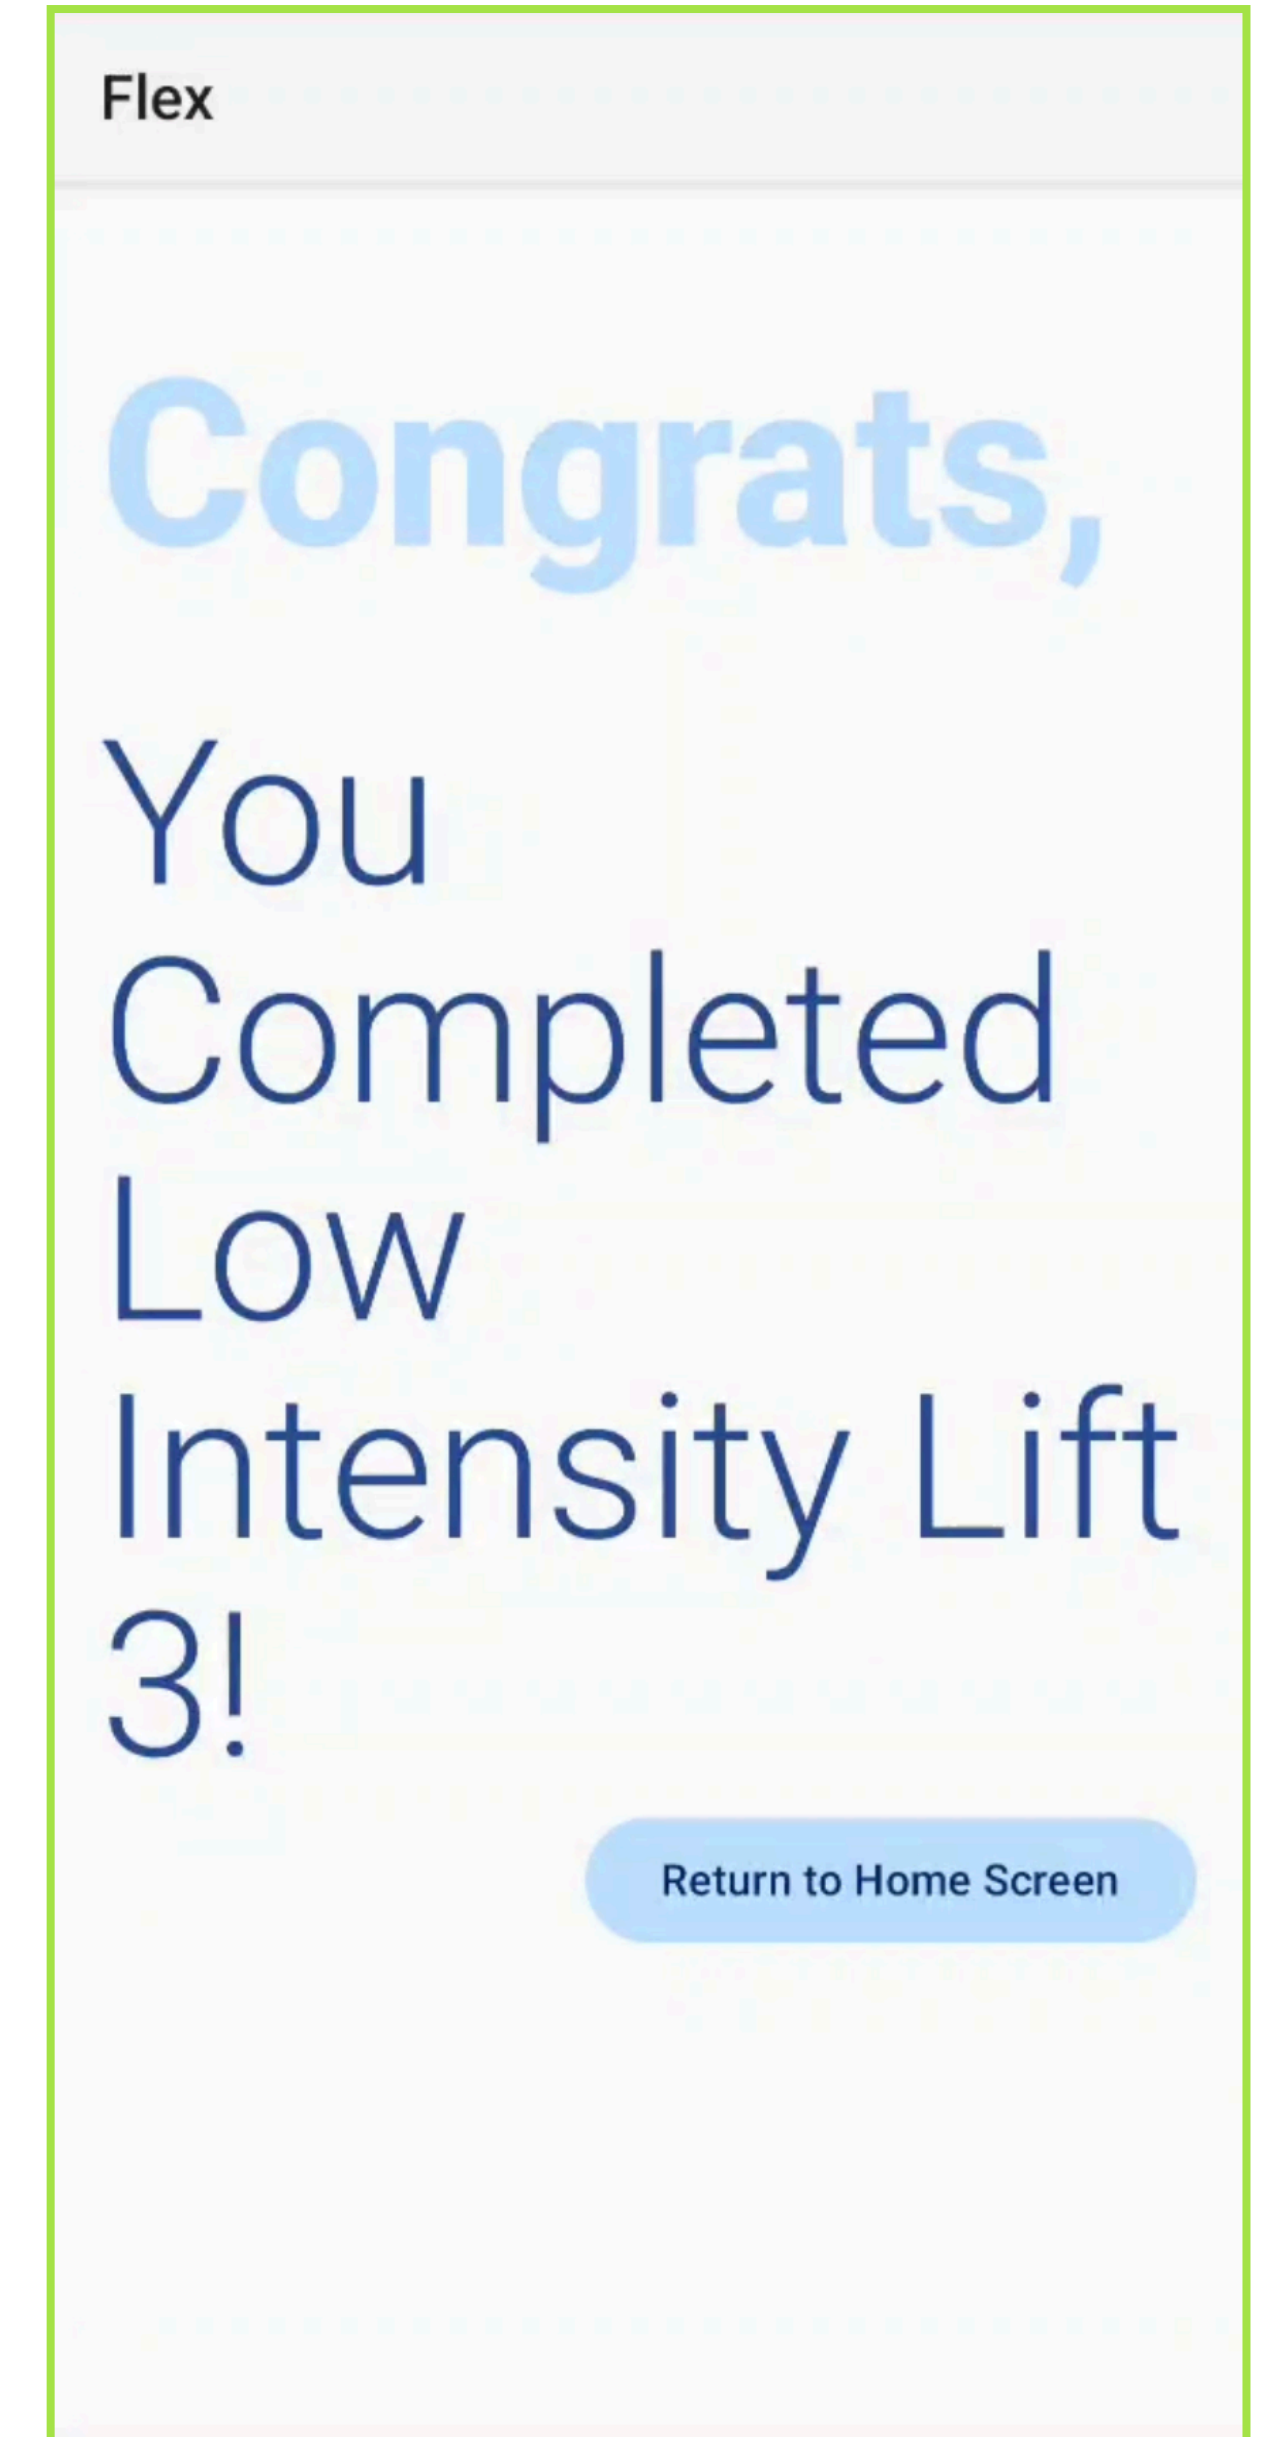 Flex
Congrats,
You
Completed
Low
Intensity Lift
3!
Return to Home Screen